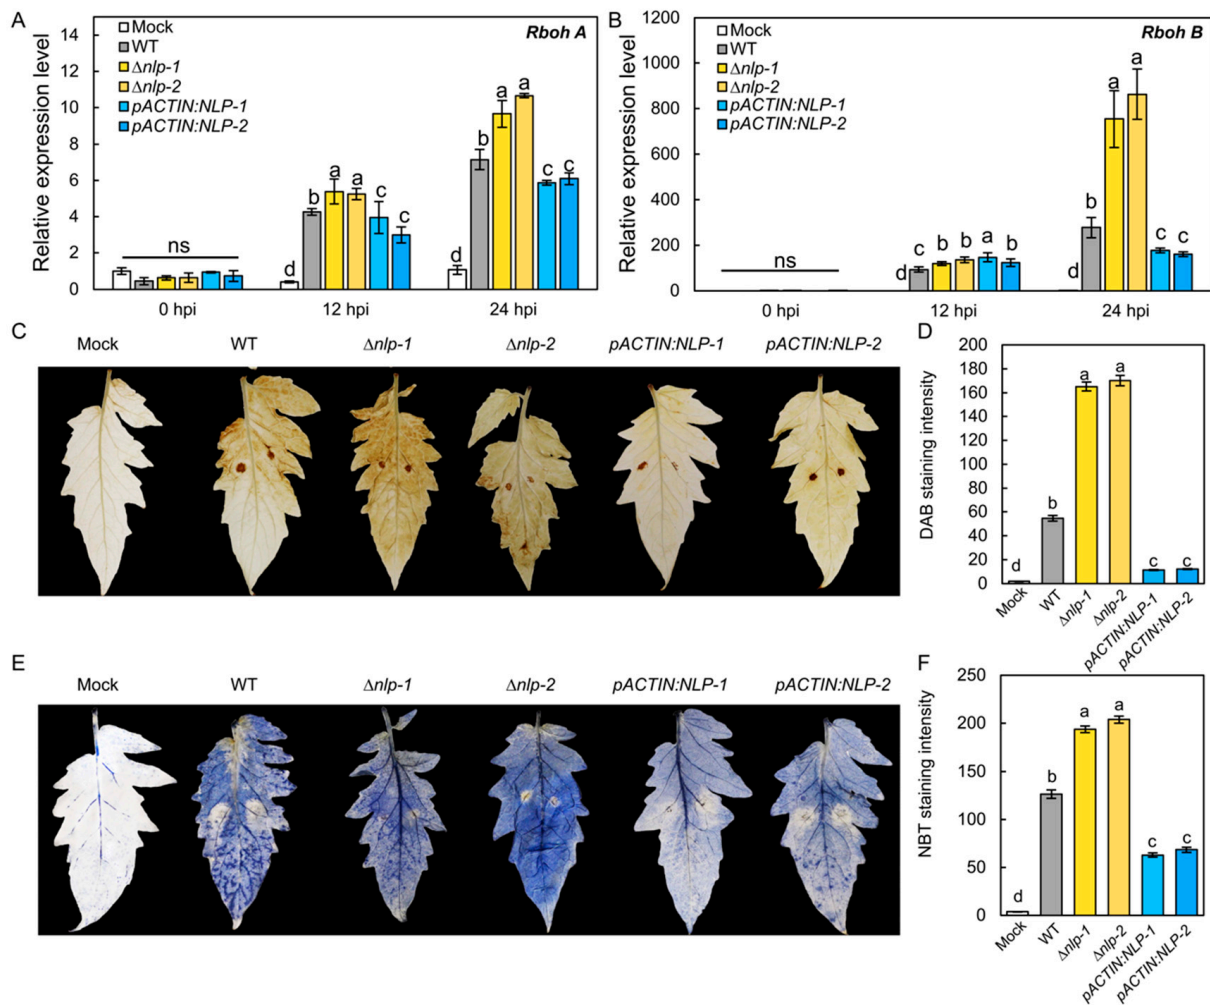 A
Rboh A
Mock
WT
Δnlp-1
Δnlp-2
pACTIN:NLP-1
pACTIN:NLP-2
Relative expression level
14
12
10
8
6
4
2
0
ns
d
b
a
a
c
c
d
b
a
a
c
c
0 hpi
12 hpi
24 hpi
B
Rboh B
Mock
WT
Δnlp-1
Δnlp-2
pACTIN:NLP-1
pACTIN:NLP-2
Relative expression level
1200
1000
800
600
400
200
0
ns
d
c
b
b
a
b
d
b
a
a
c
c
0 hpi
12 hpi
24 hpi
C
Mock
WT
Δnlp-1
Δnlp-2
pACTIN:NLP-1
pACTIN:NLP-2
D
DAB staining intensity
200
180
160
140
120
100
80
60
40
20
0
d
b
a
a
c
c
Mock
WT
Δnlp-1
Δnlp-2
pACTIN:NLP-1
pACTIN:NLP-2
E
Mock
WT
Δnlp-1
Δnlp-2
pACTIN:NLP-1
pACTIN:NLP-2
F
NBT staining intensity
250
200
150
100
50
0
d
b
a
a
c
c
Mock
WT
Δnlp-1
Δnlp-2
pACTIN:NLP-1
pACTIN:NLP-2